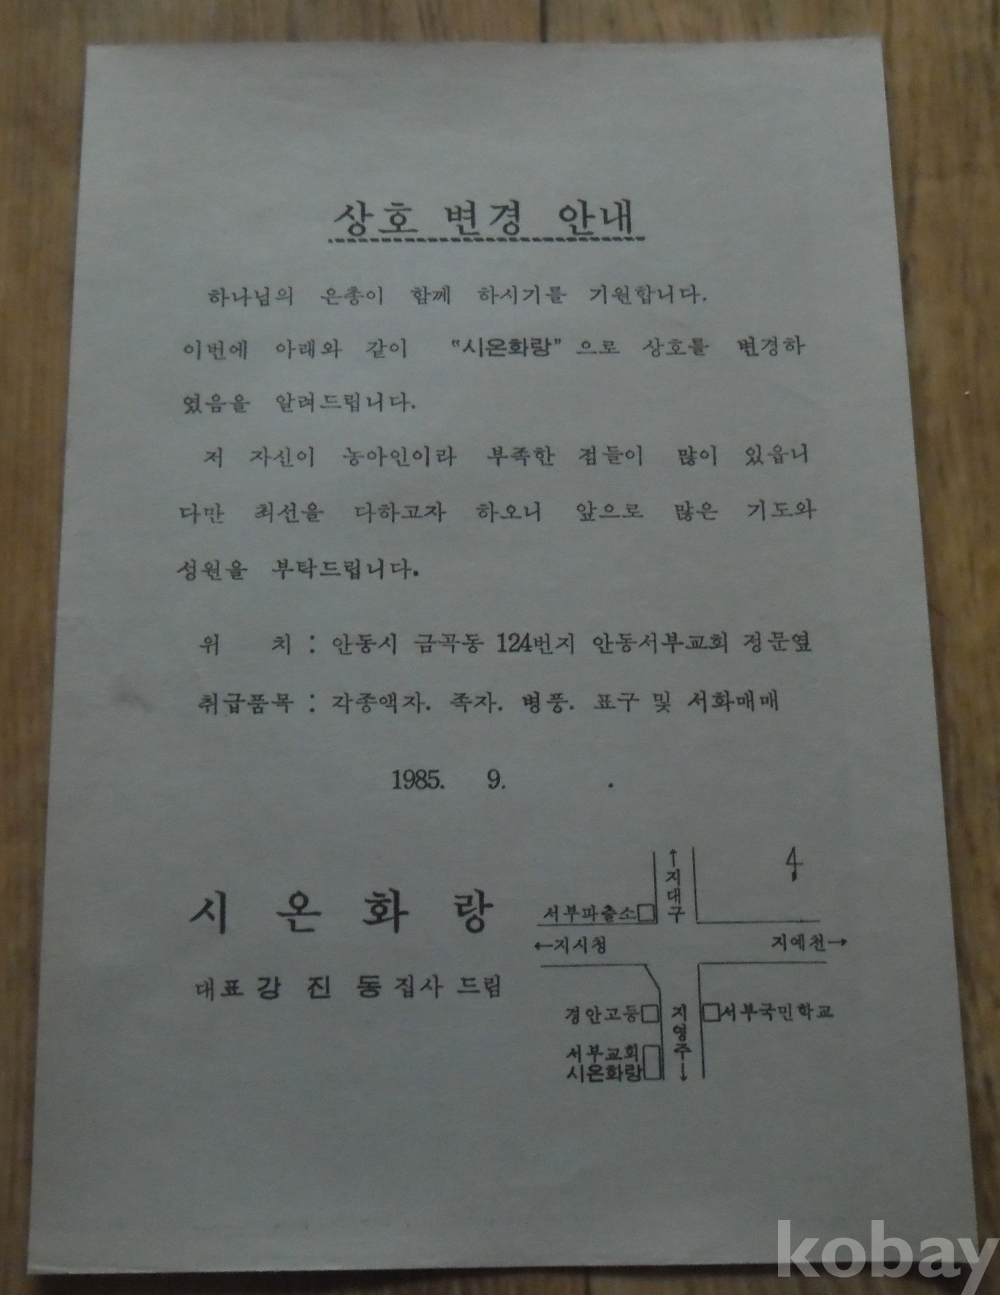 상호 변경 안내
하나님의 은총이 함께 하시기를 기원합니다.
이번에 아래와 같이 "시온화랑"으로 상호를 변경하
였음을 알려드립니다.
저 자신이 농아인이라 부족한 점들이 많이 있읍니
다만 최선을 다하고자 하오니 앞으로 많은 기도와
성원을 부탁드립니다.
위 치 : 안동시 금곡동 124번지 안동서부교회 정문옆
취급품목 : 각종액자. 족자. 병풍. 표구 및 서화매매
1985. 9. .
시온화랑
대표 강진동 집사 드림
↑지대구
4
서부파출소
←지시청
지예천→
경안고등
지영주↓
서부국민학교
서부교회
시온화랑
kobay